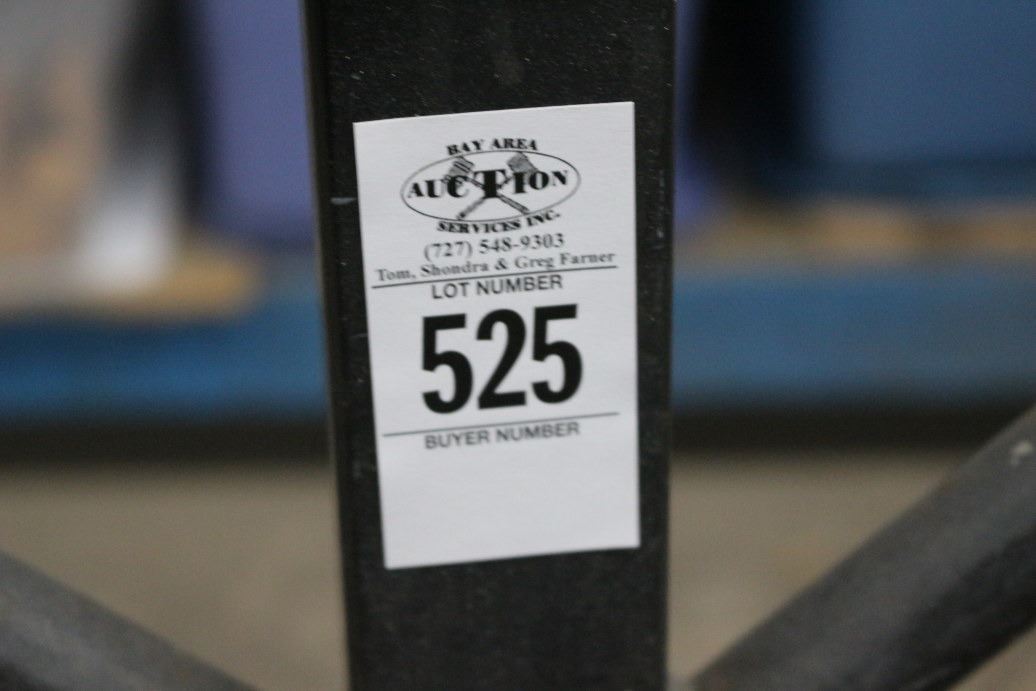 BAY AREA
AUCTION
SERVICES INC.
(727) 548-9303
Tom, Shondra & Greg Farner
LOT NUMBER
525
BUYER NUMBER